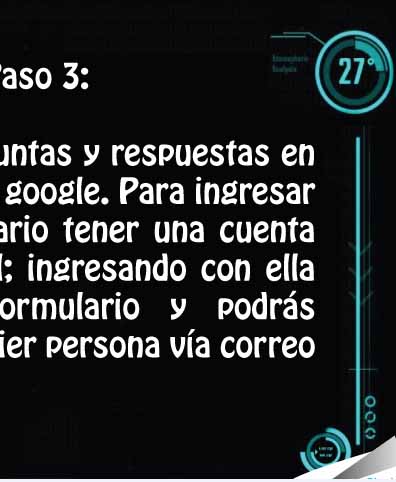 aso 3:
27°
untas y respuestas en
google. Para ingresar
ario tener una cuenta
l; ingresando con ella
ormulario y podrás
ier persona vía correo